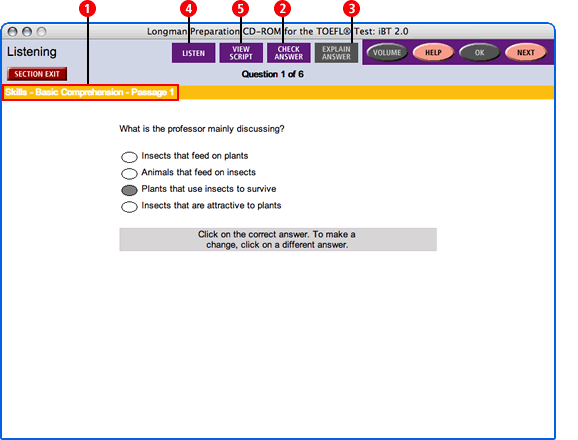 1 4 5 2 3
Longman Preparation CD-ROM for the TOEFL® Test: iBT 2.0
Listening
LISTEN
VIEW
SCRIPT
CHECK
ANSWER
EXPLAIN
ANSWER
VOLUME
HELP
OK
NEXT
SECTION EXIT
Question 1 of 6
Skills - Basic Comprehension - Passage 1
What is the professor mainly discussing?
Insects that feed on plants
Animals that feed on insects
Plants that use insects to survive
Insects that are attractive to plants
Click on the correct answer. To make a
change, click on a different answer.